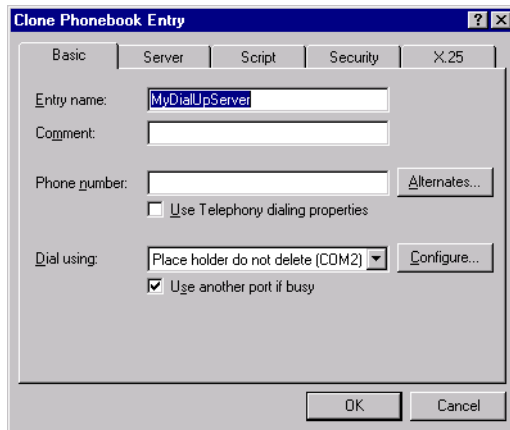 Clone Phonebook Entry
Basic Server Script Security X.25
Entry name: MyDialUpServer
Comment:
Phone number: Alternates...
Use Telephony dialing properties
Dial using: Place holder do not delete (COM2) Configure...
Use another port if busy
OK Cancel